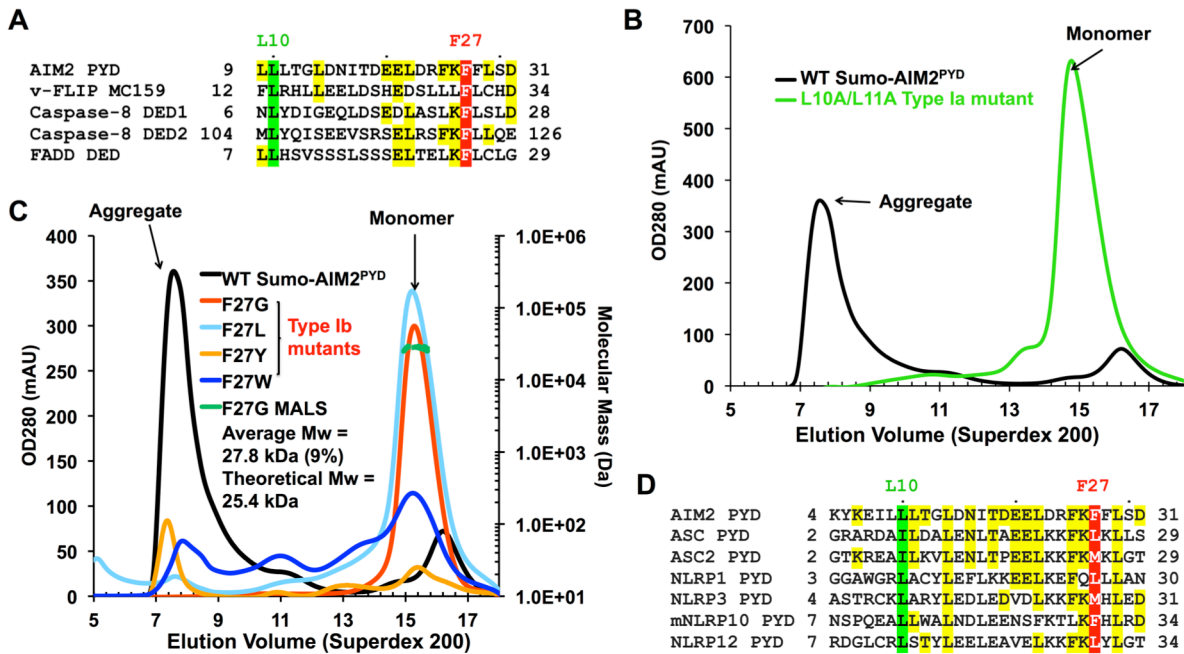 A
L10 F27
AIM2 PYD 9 LLLTGLDNITDEELDRFKFFLSD 31
v-FLIP MC159 12 FLRHLLEELDSHEDSLLLFLCHD 34
Caspase-8 DED1 6 NLYDIGEQLDSEDLASLKFLSLD 28
Caspase-8 DED2 104 MLYQISEEVSRSELRSFKFLLQE 126
FADD DED 7 LLHSVSSSLSSSELTELKFLCLG 29
B
700
600
500
400
300
200
100
0
OD280 (mAU)
Monomer
WT Sumo-AIM2PYD
L10A/L11A Type Ia mutant
Aggregate
5 7 9 11 13 15 17
Elution Volume (Superdex 200)
C
Aggregate
Monomer
400
350
300
250
200
150
100
50
0
OD280 (mAU)
WT Sumo-AIM2PYD
F27G
F27L
F27Y
F27W
Type Ib
mutants
F27G MALS
Average Mw =
27.8 kDa (9%)
Theoretical Mw =
25.4 kDa
1.0E+06
1.0E+05
1.0E+04
1.0E+03
1.0E+02
1.0E+01
Molecular Mass (Da)
5 7 9 11 13 15 17
Elution Volume (Superdex 200)
D
L10 F27
AIM2 PYD 4 KYKEILLLTGLDNITDEELDRFKFFLSD 31
ASC PYD 2 GRARDAILDALENLTAEELKKFKLKLLS 29
ASC2 PYD 2 GTKREAILKVLENLTPEELKKFKMKLGT 29
NLRP1 PYD 3 GGAWGRLACYLEFLKKEELKEFQLLLAN 30
NLRP3 PYD 4 ASTRCKLARYLEDLEDVDLKKFKMHLED 31
mNLRP10 PYD 7 NSPQEALLWALNDLEENSFKTLKFHLRD 34
NLRP12 PYD 7 RDGLCRLSTYLEELEAVELKKFKLYLGT 34